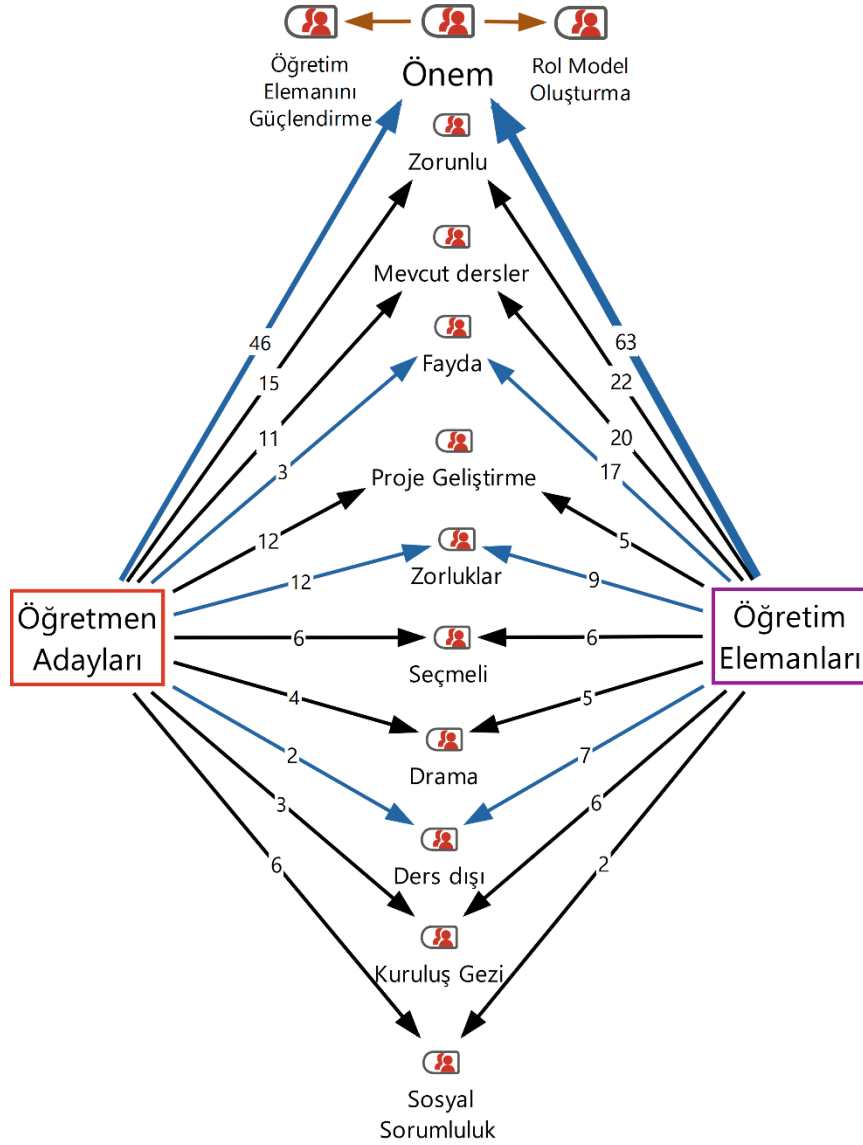 Öğretim
Elemanını
Güçlendirme
Önem
Rol Model
Oluşturma
Zorunlu
Mevcut dersler
Fayda
46
63
15
22
11
20
3
17
Proje Geliştirme
12
5
Zorluklar
12
9
Öğretmen
Adayları
Öğretim
Elemanları
6
6
Seçmeli
4
5
Drama
2
7
3
6
Ders dışı
6
2
Kuruluş Gezi
Sosyal
Sorumluluk